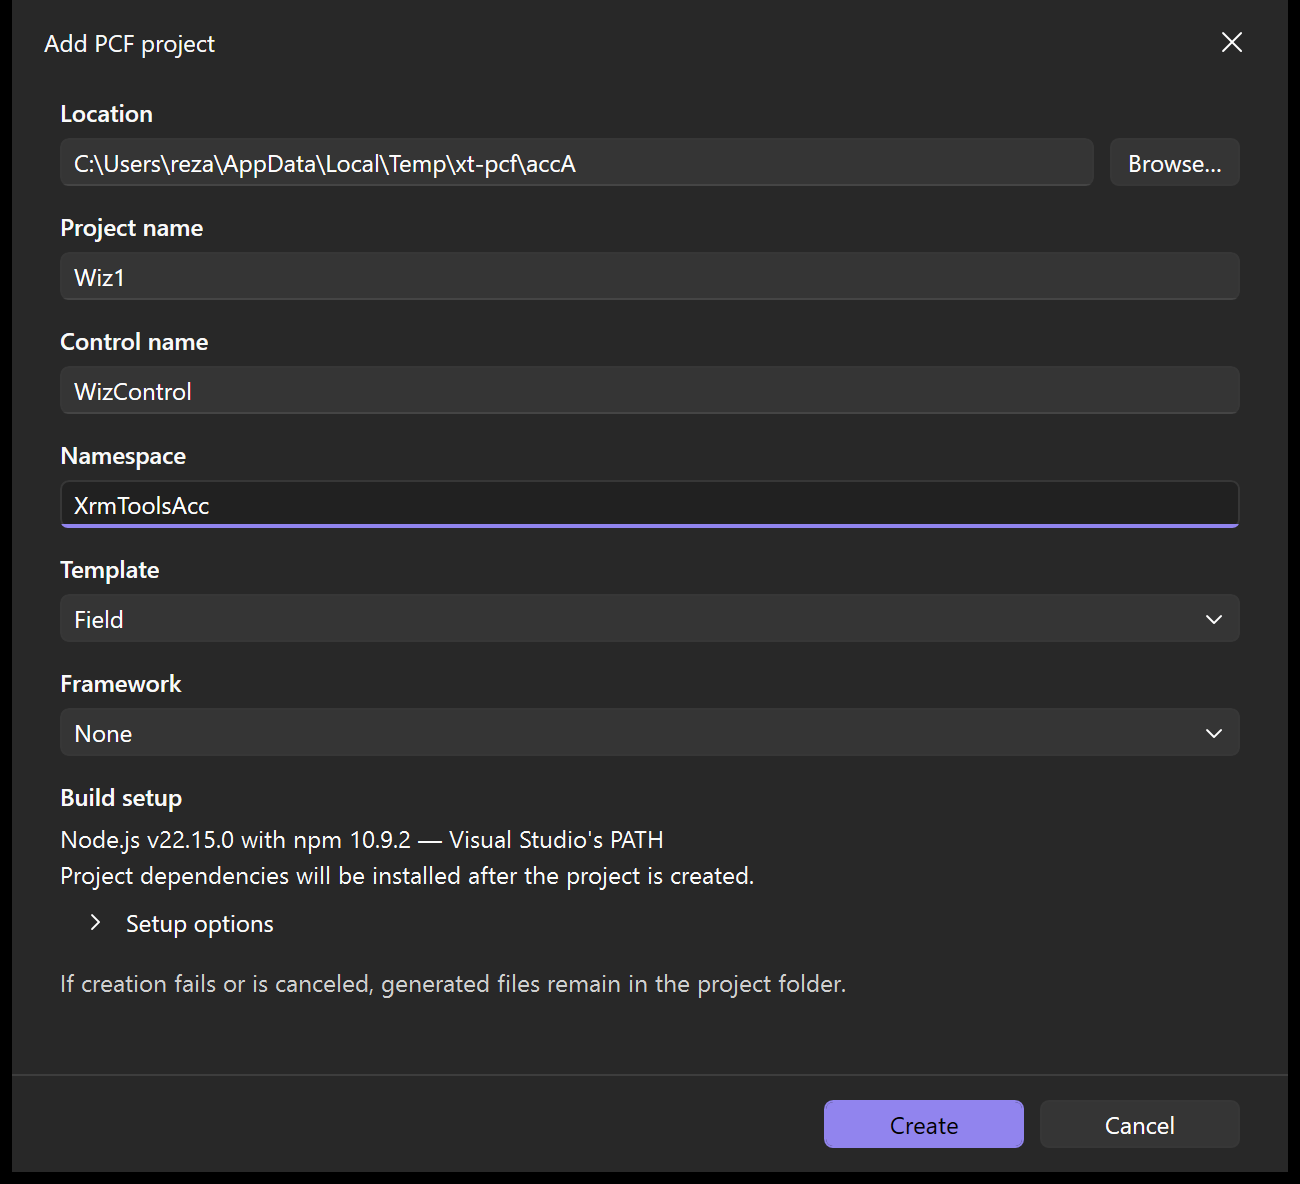 Add PCF project
Location
C:\Users\reza\AppData\Local\Temp\xt-pcf\accA
Browse...
Project name
Wiz1
Control name
WizControl
Namespace
XrmToolsAcc
Template
Field
Framework
None
Build setup
Node.js v22.15.0 with npm 10.9.2 — Visual Studio's PATH
Project dependencies will be installed after the project is created.
Setup options
If creation fails or is canceled, generated files remain in the project folder.
Create
Cancel